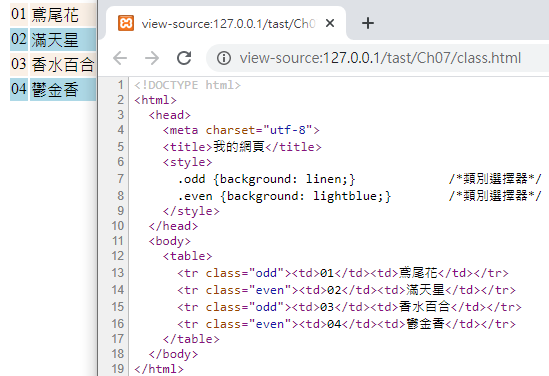 01 鳶尾花
02 滿天星
03 香水百合
04 鬱金香
view-source:127.0.0.1/tast/Ch0
view-source:127.0.0.1/tast/Ch07/class.html
1 <!DOCTYPE html>
2 <html>
3 <head>
4 <meta charset="utf-8">
5 <title>我的網頁</title>
6 <style>
7 .odd {background: linen;} /*類別選擇器*/
8 .even {background: lightblue;} /*類別選擇器*/
9 </style>
10 </head>
11 <body>
12 <table>
13 <tr class="odd"><td>01</td><td>鳶尾花</td></tr>
14 <tr class="even"><td>02</td><td>滿天星</td></tr>
15 <tr class="odd"><td>03</td><td>香水百合</td></tr>
16 <tr class="even"><td>04</td><td>鬱金香</td></tr>
17 </table>
18 </body>
19 </html>